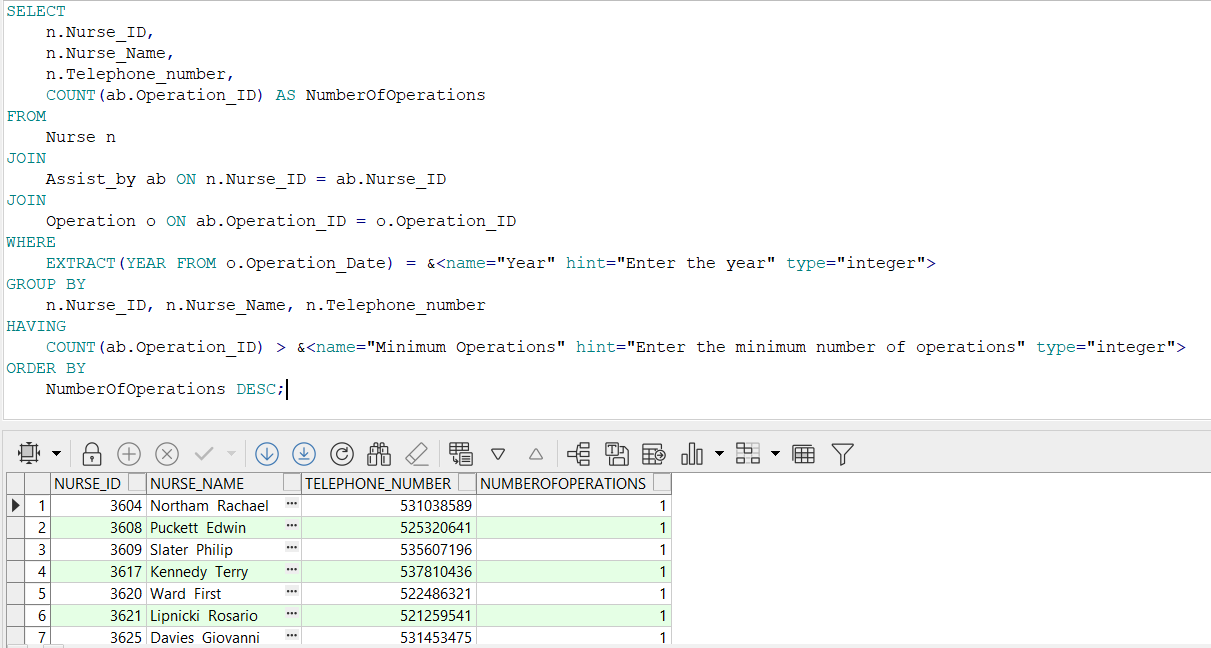 SELECT
n.Nurse_ID,
n.Nurse_Name,
n.Telephone_number,
COUNT(ab.Operation_ID) AS NumberOfOperations
FROM
Nurse n
JOIN
Assist_by ab ON n.Nurse_ID = ab.Nurse_ID
JOIN
Operation o ON ab.Operation_ID = o.Operation_ID
WHERE
EXTRACT(YEAR FROM o.Operation_Date) = &<name="Year" hint="Enter the year" type="integer">
GROUP BY
n.Nurse_ID, n.Nurse_Name, n.Telephone_number
HAVING
COUNT(ab.Operation_ID) > &<name="Minimum Operations" hint="Enter the minimum number of operations" type="integer">
ORDER BY
NumberOfOperations DESC;
NURSE_ID NURSE_NAME TELEPHONE_NUMBER NUMBEROFOPERATIONS
1 3604 Northam Rachael ... 531038589 1
2 3608 Puckett Edwin ... 525320641 1
3 3609 Slater Philip ... 535607196 1
4 3617 Kennedy Terry ... 537810436 1
5 3620 Ward First ... 522486321 1
6 3621 Lipnicki Rosario ... 521259541 1
7 3625 Davies Giovanni ... 531453475 1